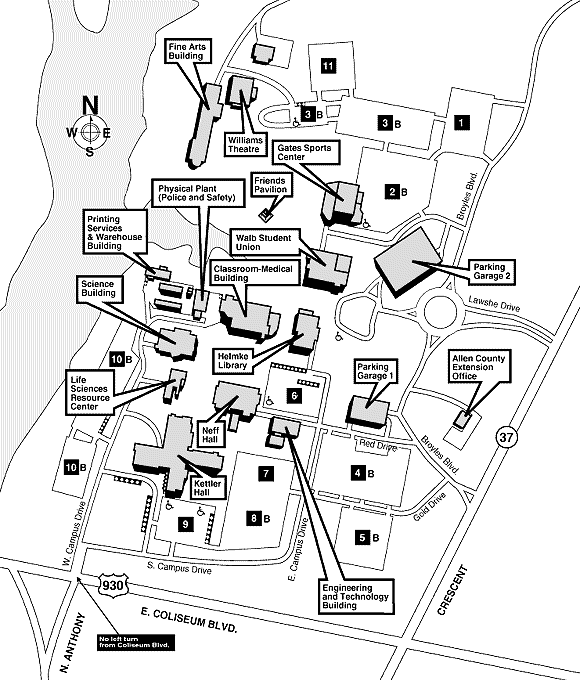 Fine Arts
Building
11
N
W E
S
Williams
Theatre
3 B
3 B
1
Gates Sports
Center
Friends
Pavilion
2 B
Broyles Blvd.
Physical Plant
(Police and Safety)
Printing
Services
& Warehouse
Building
Walb Student
Union
Classroom-Medical
Building
Parking
Garage 2
Science
Building
Lawshe Drive
10 B
Helmke
Library
Parking
Garage 1
Allen County
Extension
Office
Life
Sciences
Resource
Center
6
Neff
Hall
Red Drive
Broyles Blvd.
37
10 B
Kettler
Hall
7
4 B
Gold Drive
9
8 B
5 B
W. Campus Drive
S. Campus Drive
E. Campus Drive
930
Engineering
and Technology
Building
CRESCENT
E. COLISEUM BLVD.
N. ANTHONY
No left turn
from Coliseum Blvd.